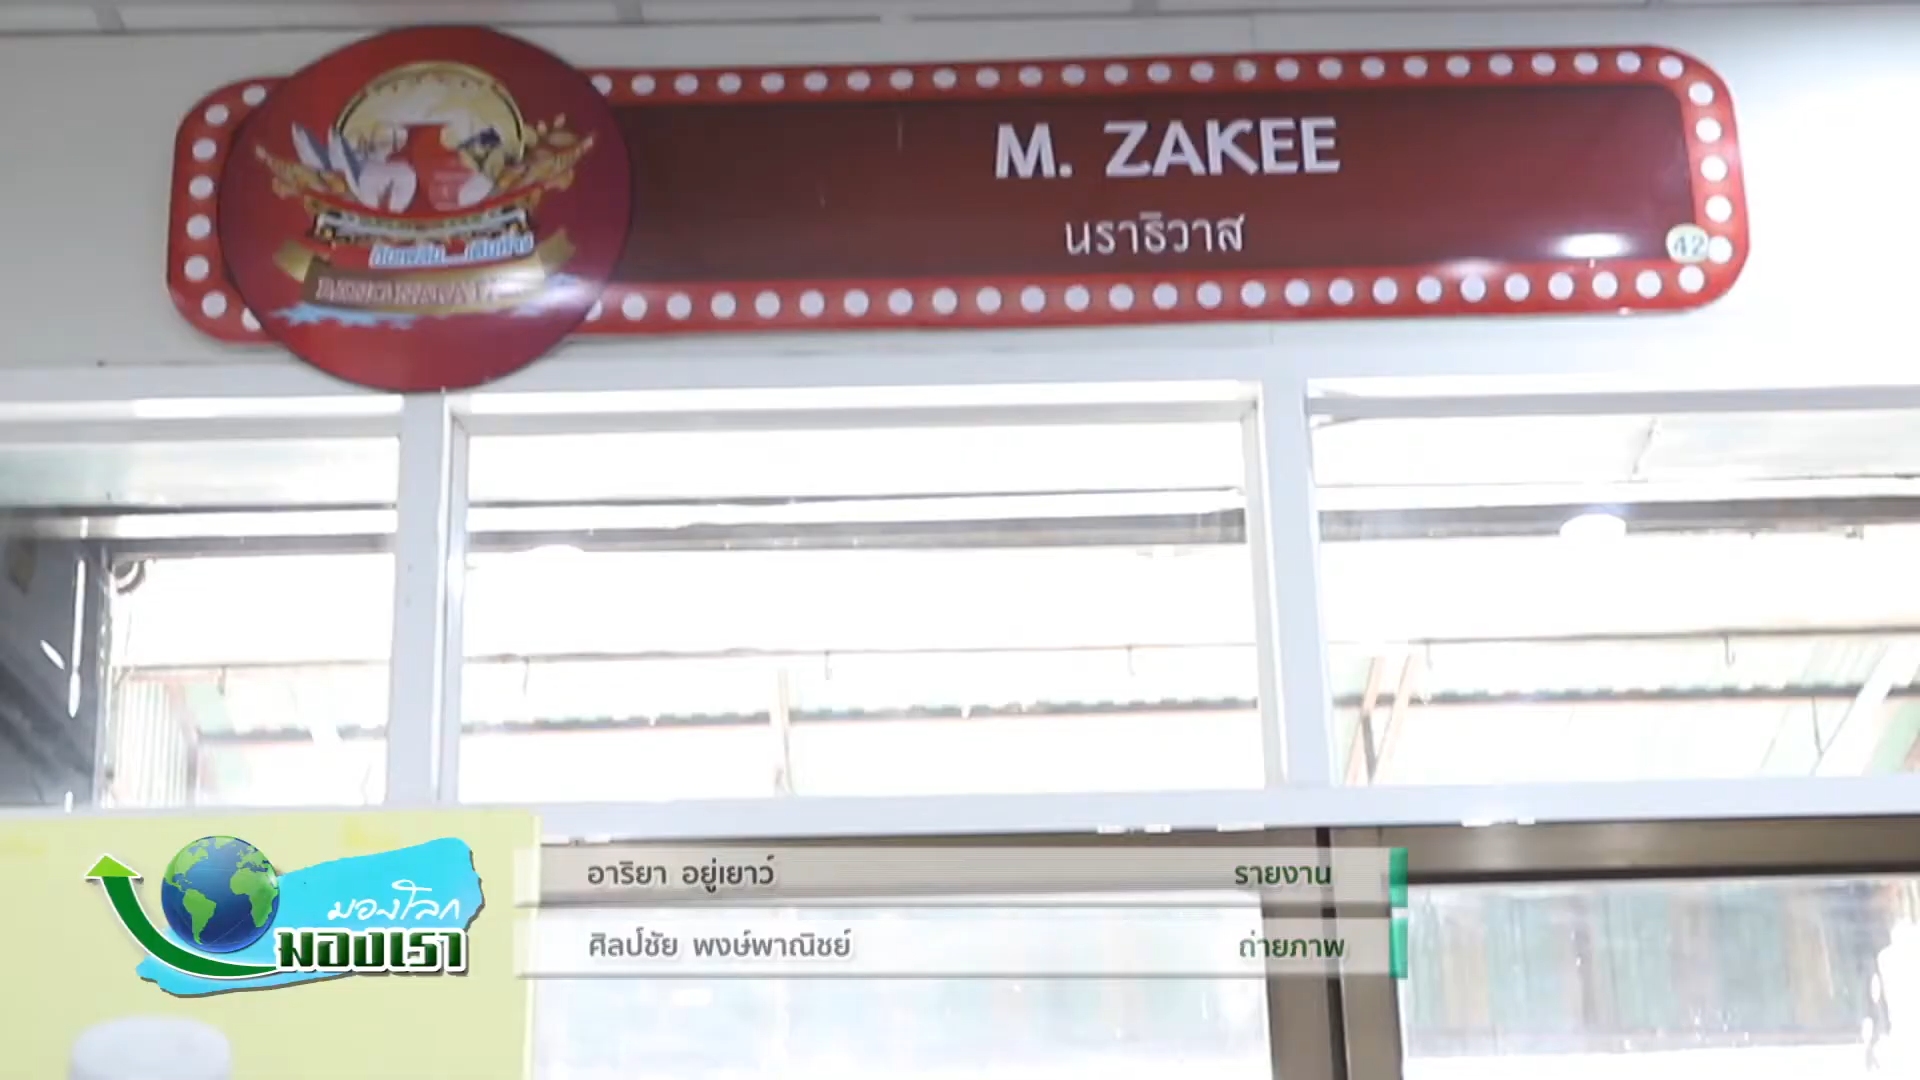 M. ZAKEE
นราธิวาส
42
มองโลก
มองเรา
อาริยา อยู่เยาว์ รายงาน
ศิลป์ชัย พงษ์พาณิชย์ ถ่ายภาพ